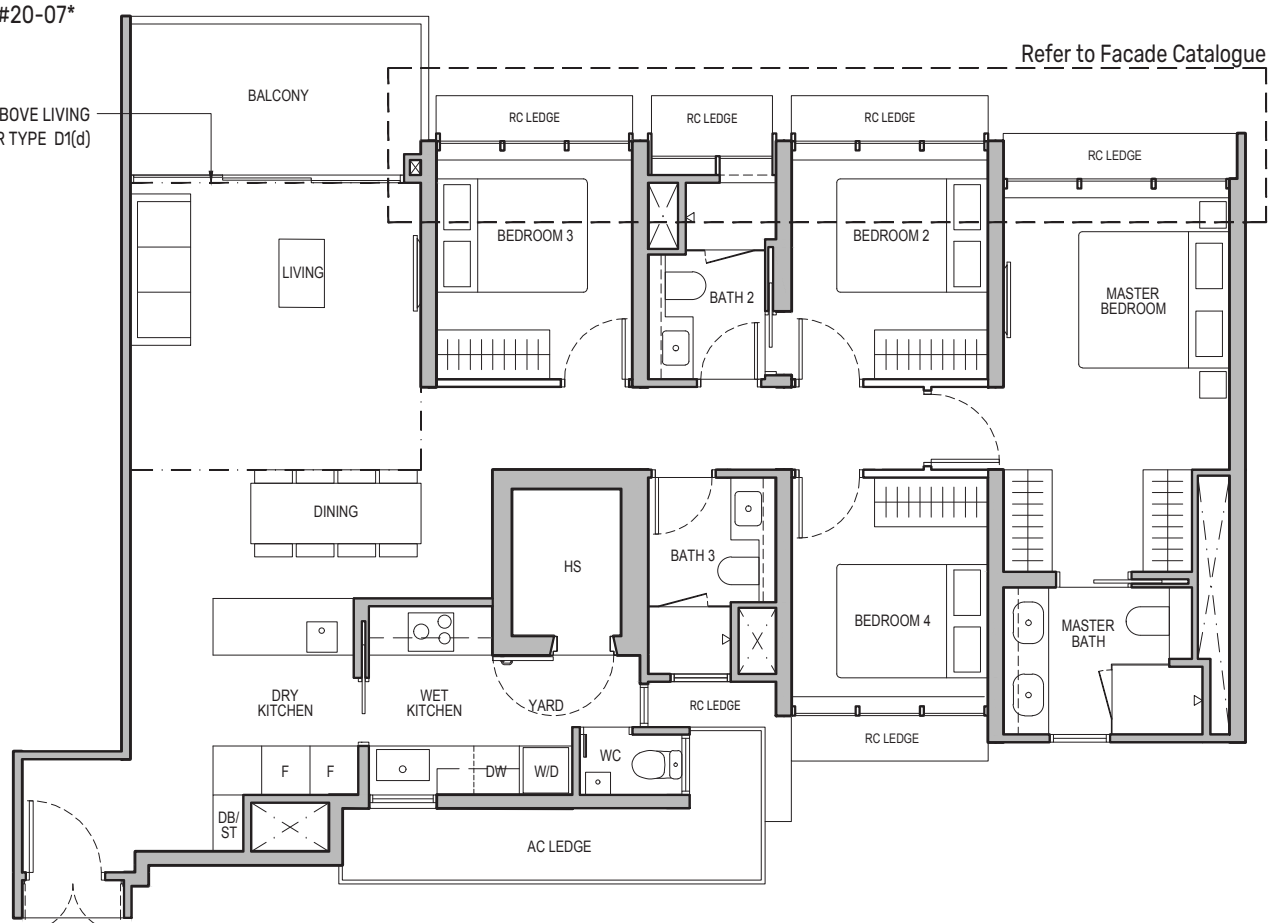 #20-07*
Refer to Facade Catalogue
BALCONY
BOVE LIVING
R TYPE D1(d)
RC LEDGE
RC LEDGE
RC LEDGE
RC LEDGE
BEDROOM 3
BEDROOM 2
LIVING
BATH 2
MASTER
BEDROOM
DINING
HS
BATH 3
BEDROOM 4
MASTER
BATH
DRY
KITCHEN
WET
KITCHEN
YARD
RC LEDGE
RC LEDGE
WC
F
F
DW
W/D
DB/
ST
AC LEDGE